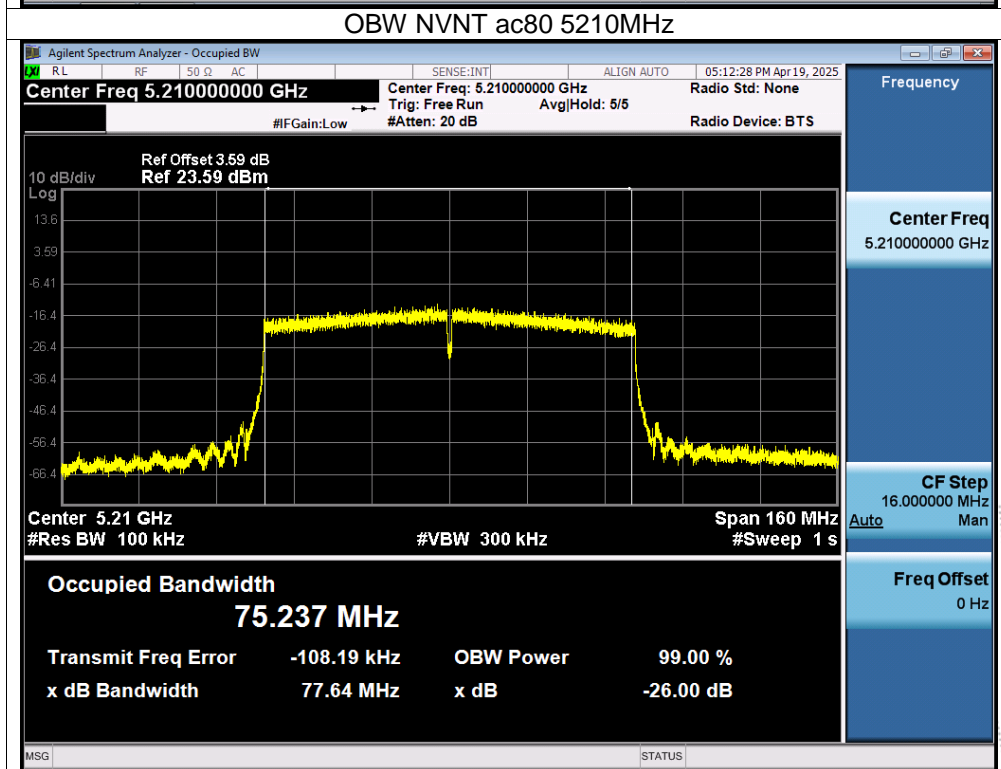 OBW NVNT ac80 5210MHz
Agilent Spectrum Analyzer - Occupied BW
LXI RL RF 50 Ω AC SENSE:INT ALIGN AUTO 05:12:28 PM Apr 19, 2025
Center Freq 5.210000000 GHz
Center Freq: 5.210000000 GHz Radio Std: None
Trig: Free Run Avg|Hold: 5/5
#IFGain:Low #Atten: 20 dB Radio Device: BTS
Frequency
Ref Offset 3.59 dB
10 dB/div Ref 23.59 dBm
Log
13.6
3.59
-6.41
-16.4
-26.4
-36.4
-46.4
-56.4
-66.4
Center 5.21 GHz Span 160 MHz
#Res BW 100 kHz #VBW 300 kHz #Sweep 1 s
Center Freq
5.210000000 GHz
CF Step
16.000000 MHz
Auto Man
Freq Offset
0 Hz
Occupied Bandwidth
75.237 MHz
Transmit Freq Error -108.19 kHz OBW Power 99.00 %
x dB Bandwidth 77.64 MHz x dB -26.00 dB
MSG STATUS